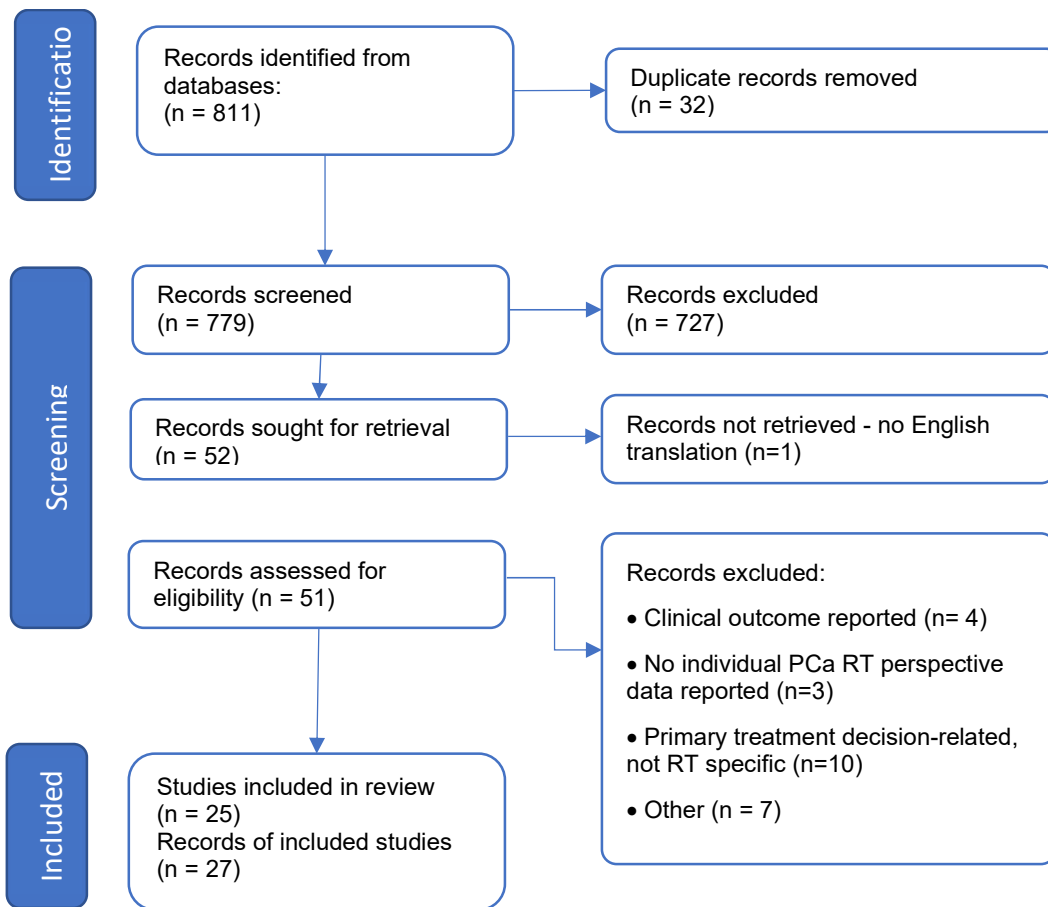 Identificatio
Records identified from
databases:
(n = 811)
Duplicate records removed
(n = 32)
Screening
Records screened
(n = 779)
Records excluded
(n = 727)
Records sought for retrieval
(n = 52)
Records not retrieved - no English
translation (n=1)
Records assessed for
eligibility (n = 51)
Records excluded:
• Clinical outcome reported (n= 4)
• No individual PCa RT perspective
data reported (n=3)
• Primary treatment decision-related,
not RT specific (n=10)
• Other (n = 7)
Included
Studies included in review
(n = 25)
Records of included studies
(n = 27)